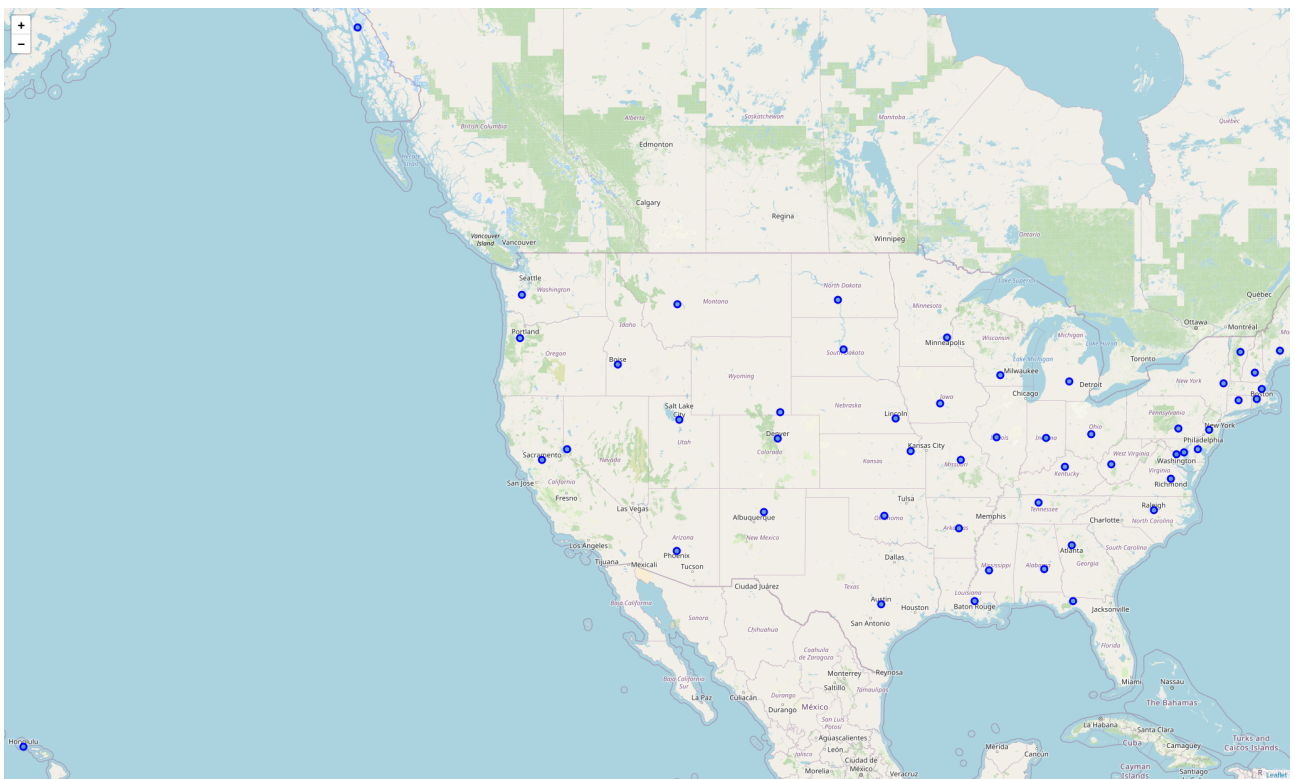 +
−
British Columbia
Alberta
Edmonton
Saskatchewan
Manitoba
Québec
Hecate Strait
Calgary
Regina
Winnipeg
Ontario
Vancouver Island
Vancouver
Seattle
Washington
Montana
North Dakota
Minnesota
Lake Superior
Québec
Ottawa
Montréal
Portland
Oregon
Idaho
Boise
South Dakota
Minneapolis
Wisconsin
Michigan
Lake Huron
Toronto
Lake Michigan
Milwaukee
Detroit
Chicago
New York
Boston
Wyoming
Salt Lake City
Nebraska
Lincoln
Iowa
Pennsylvania
New York
Philadelphia
Sacramento
Nevada
Utah
Denver
Colorado
Kansas
Kansas City
Missouri
Illinois
Indiana
Ohio
West Virginia
Washington
Virginia
Richmond
San Jose
California
Fresno
Las Vegas
Kentucky
Tulsa
Oklahoma
Arkansas
Memphis
Tennessee
Charlotte
Raleigh
North Carolina
Albuquerque
New Mexico
Arizona
Phoenix
Tucson
Los Angeles
Tijuana
Mexicali
Dallas
Mississippi
Alabama
Atlanta
Georgia
South Carolina
Ciudad Juárez
Texas
Austin
Houston
San Antonio
Louisiana
Baton Rouge
Jacksonville
Florida
Baja California
Sonora
Chihuahua
Coahuila de Zaragoza
Monterrey
Reynosa
Saltillo
Tamaulipas
Miami
Nassau
The Bahamas
Baja California Sur
La Paz
Culiacán
Durango
Durango
México
San Luis Potosí
Aguascalientes
León
Jalisco
Morelia
Ciudad de México
Veracruz
Mérida
Cancún
La Habana
Santa Clara
Cuba
Camagüey
Santiago
Cayman Islands
Turks and Caicos Islands
Honolulu
Leaflet